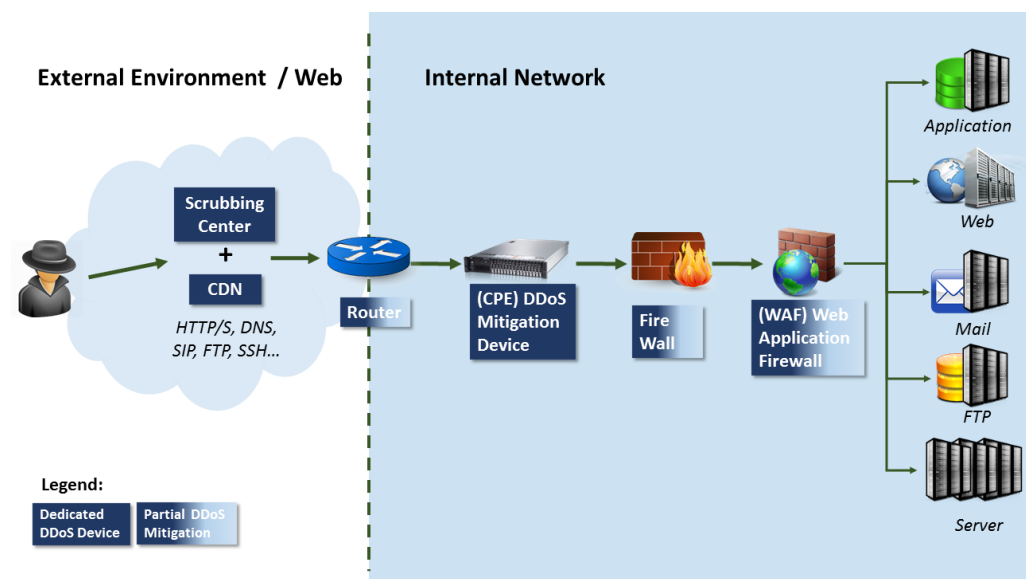 External Environment / Web
Internal Network
Scrubbing
Center
+
CDN
HTTP/S, DNS,
SIP, FTP, SSH...
Router
(CPE) DDoS
Mitigation
Device
Fire
Wall
(WAF) Web
Application
Firewall
Application
Web
Mail
FTP
Server
Legend:
Dedicated
DDoS Device
Partial DDoS
Mitigation